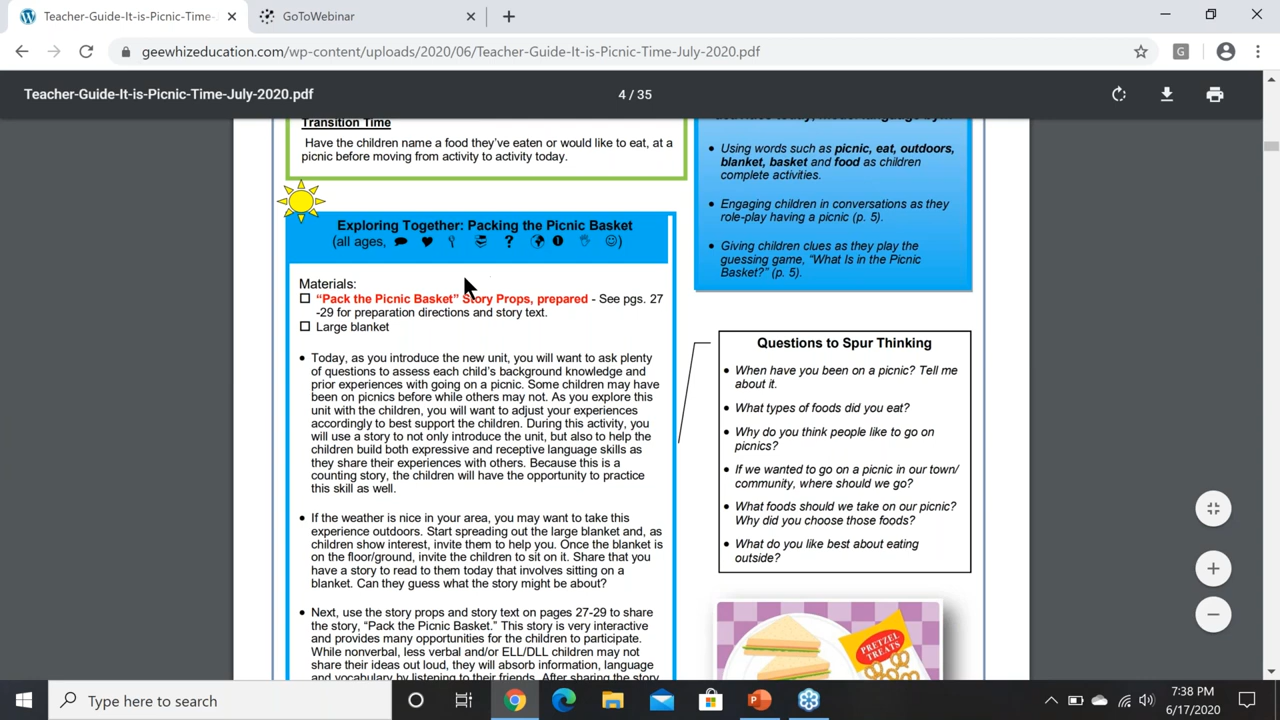 Teacher-Guide-It-is-Picnic-Time-
GoToWebinar
geewhizeducation.com/wp-content/uploads/2020/06/Teacher-Guide-It-is-Picnic-Time-July-2020.pdf
G
Teacher-Guide-It-is-Picnic-Time-July-2020.pdf
4 / 35
Transition Time
Have the children name a food they've eaten or would like to eat, at a
picnic before moving from activity to activity today.
Exploring Together: Packing the Picnic Basket
(all ages, ? )
Materials:
"Pack the Picnic Basket" Story Props, prepared - See pgs. 27
-29 for preparation directions and story text.
Large blanket
• Today, as you introduce the new unit, you will want to ask plenty
of questions to assess each child's background knowledge and
prior experiences with going on a picnic. Some children may have
been on picnics before while others may not. As you explore this
unit with the children, you will want to adjust your experiences
accordingly to best support the children. During this activity, you
will use a story to not only introduce the unit, but also to help the
children build both expressive and receptive language skills as
they share their experiences with others. Because this is a
counting story, the children will have the opportunity to practice
this skill as well.
• If the weather is nice in your area, you may want to take this
experience outdoors. Start spreading out the large blanket and, as
children show interest, invite them to help you. Once the blanket is
on the floor/ground, invite the children to sit on it. Share that you
have a story to read to them today that involves sitting on a
blanket. Can they guess what the story might be about?
• Next, use the story props and story text on pages 27-29 to share
the story, "Pack the Picnic Basket." This story is very interactive
and provides many opportunities for the children to participate.
While nonverbal, less verbal and/or ELL/DLL children may not
share their ideas out loud, they will absorb information, language
and vocabulary by listening to their friends. After sharing the story
activities today, model language by...
• Using words such as picnic, eat, outdoors,
blanket, basket and food as children
complete activities.
• Engaging children in conversations as they
role-play having a picnic (p. 5).
• Giving children clues as they play the
guessing game, "What Is in the Picnic
Basket?" (p. 5).
Questions to Spur Thinking
• When have you been on a picnic? Tell me
about it.
• What types of foods did you eat?
• Why do you think people like to go on
picnics?
• If we wanted to go on a picnic in our town/
community, where should we go?
• What foods should we take on our picnic?
Why did you choose those foods?
• What do you like best about eating
outside?
PRETZEL
TREATS
Type here to search
7:38 PM
6/17/2020